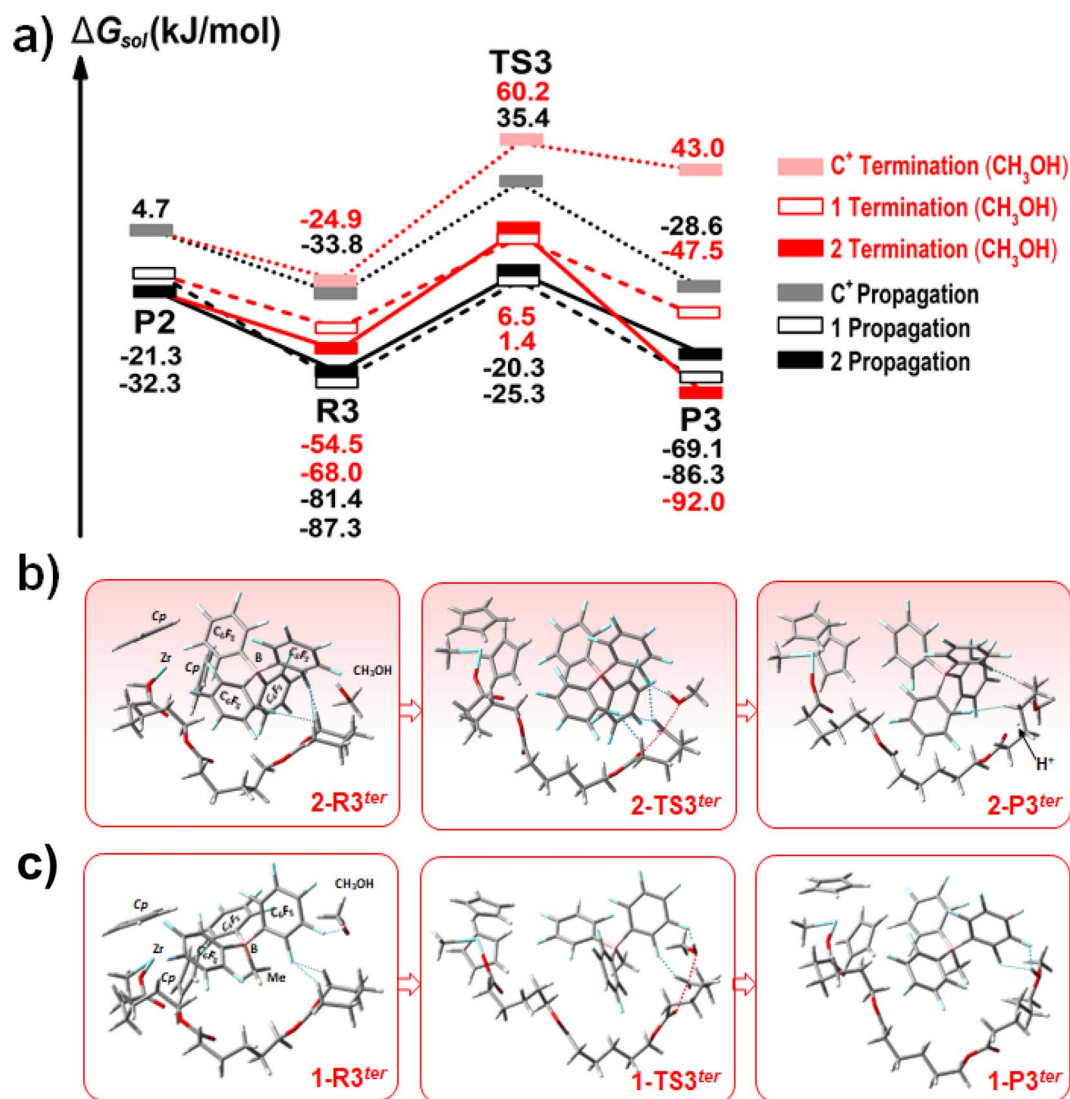 a)
ΔG_sol (kJ/mol)
TS3
60.2
35.4
43.0
4.7
-24.9
-33.8
-28.6
-47.5
P2
-21.3
-32.3
6.5
1.4
-20.3
-25.3
R3
-54.5
-68.0
-81.4
-87.3
P3
-69.1
-86.3
-92.0
C⁺ Termination (CH₃OH)
1 Termination (CH₃OH)
2 Termination (CH₃OH)
C⁺ Propagation
1 Propagation
2 Propagation
b)
Cp
C₆F₅
C₆F₅
Zr
B
Cp
C₆F₅
C₆F₅
CH₃OH
2-R3ᵗᵉʳ
2-TS3ᵗᵉʳ
H⁺
2-P3ᵗᵉʳ
c)
CH₃OH
Cp
C₆F₅
C₆F₅
Zr
C₆F₅
B
Cp
Me
1-R3ᵗᵉʳ
1-TS3ᵗᵉʳ
1-P3ᵗᵉʳ